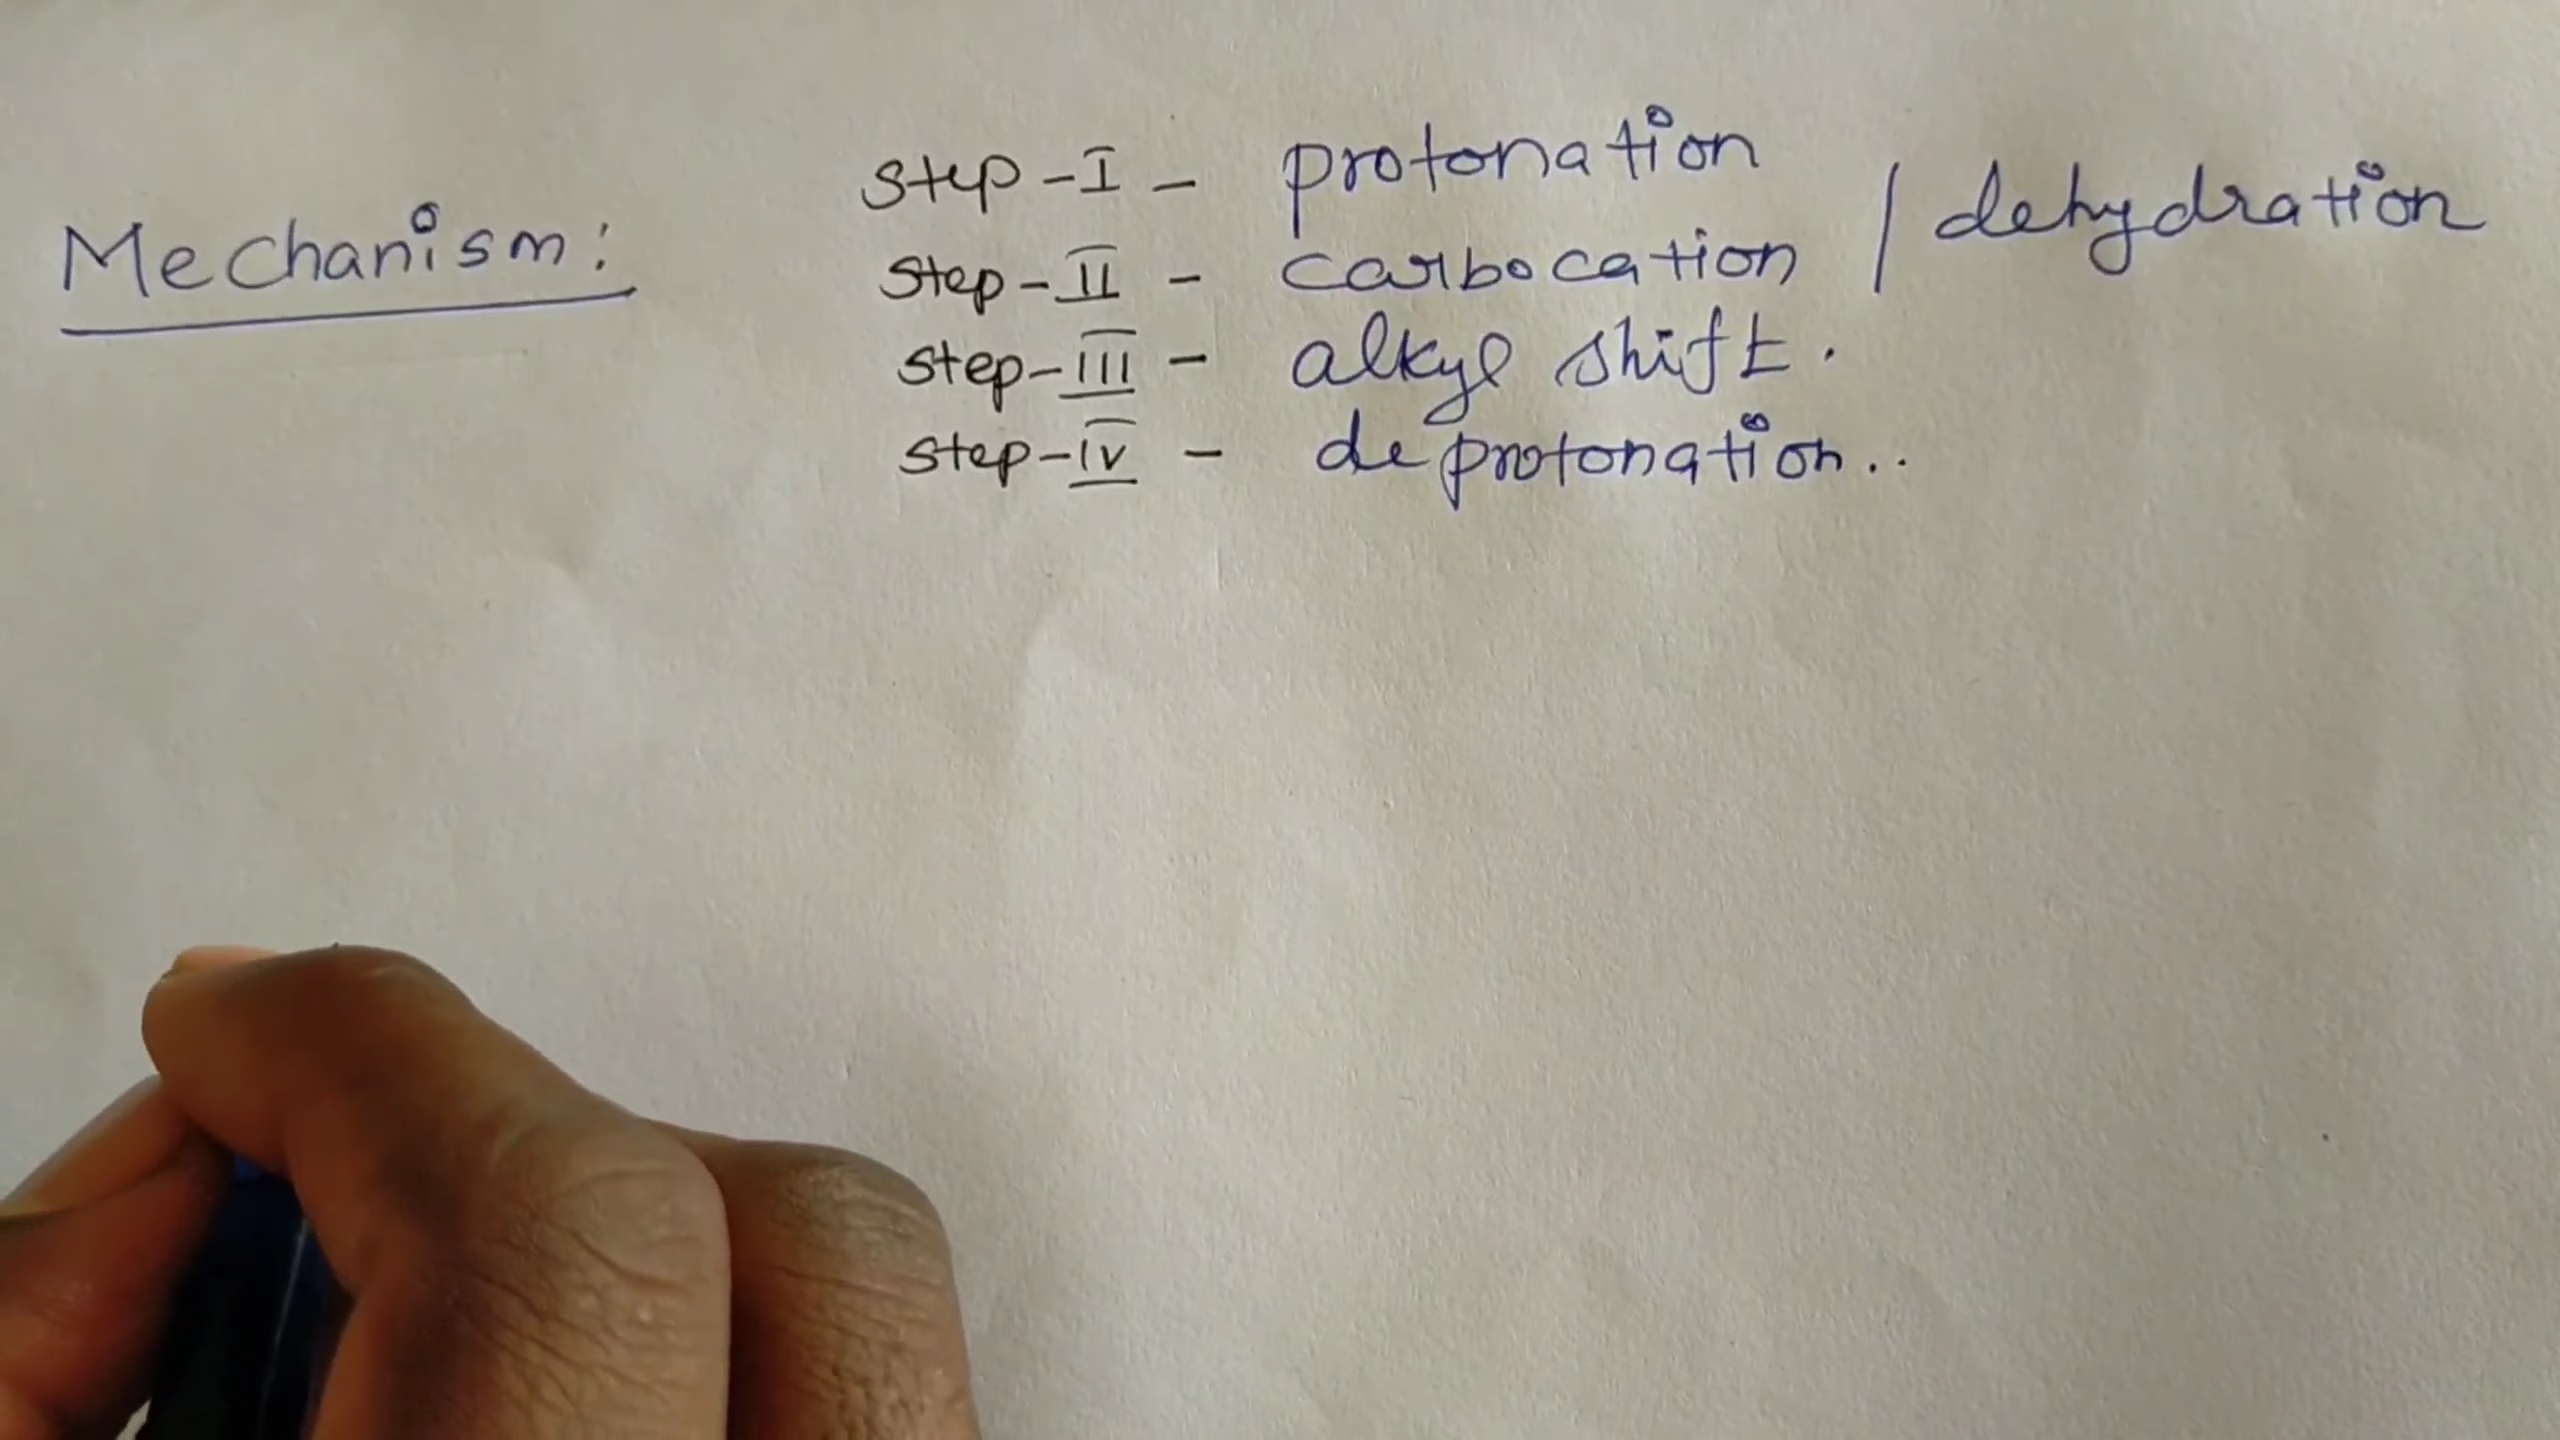 Mechanism:
step-I - protonation
step-II - carbocation / dehydration
step-III - alkyl shift.
step-IV - deprotonation..